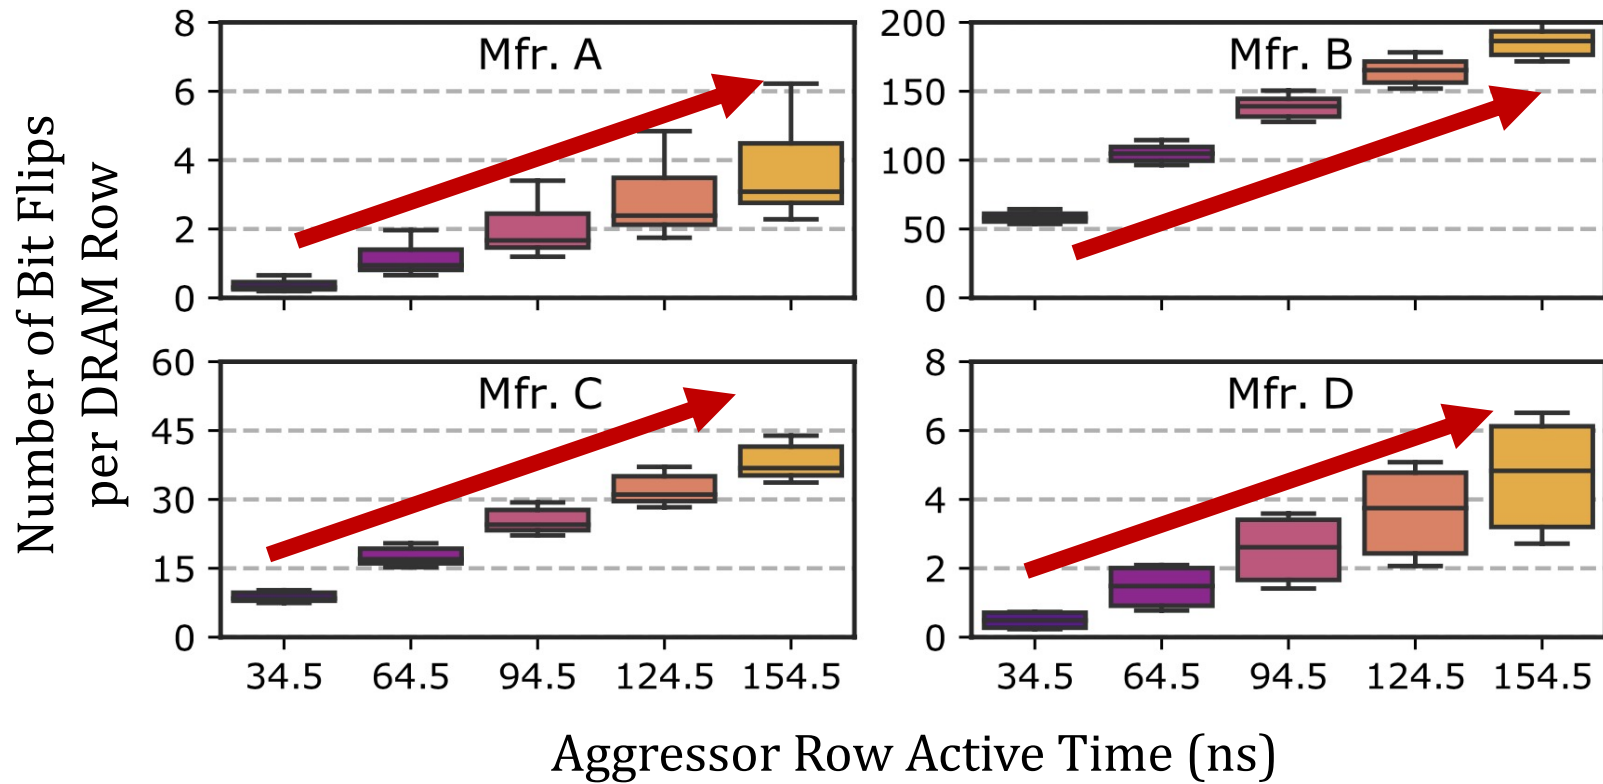 Number of Bit Flips
per DRAM Row
Mfr. A
8
6
4
2
0
Mfr. B
200
150
100
50
0
Mfr. C
60
45
30
15
0
34.5 64.5 94.5 124.5 154.5
Mfr. D
8
6
4
2
0
34.5 64.5 94.5 124.5 154.5
Aggressor Row Active Time (ns)